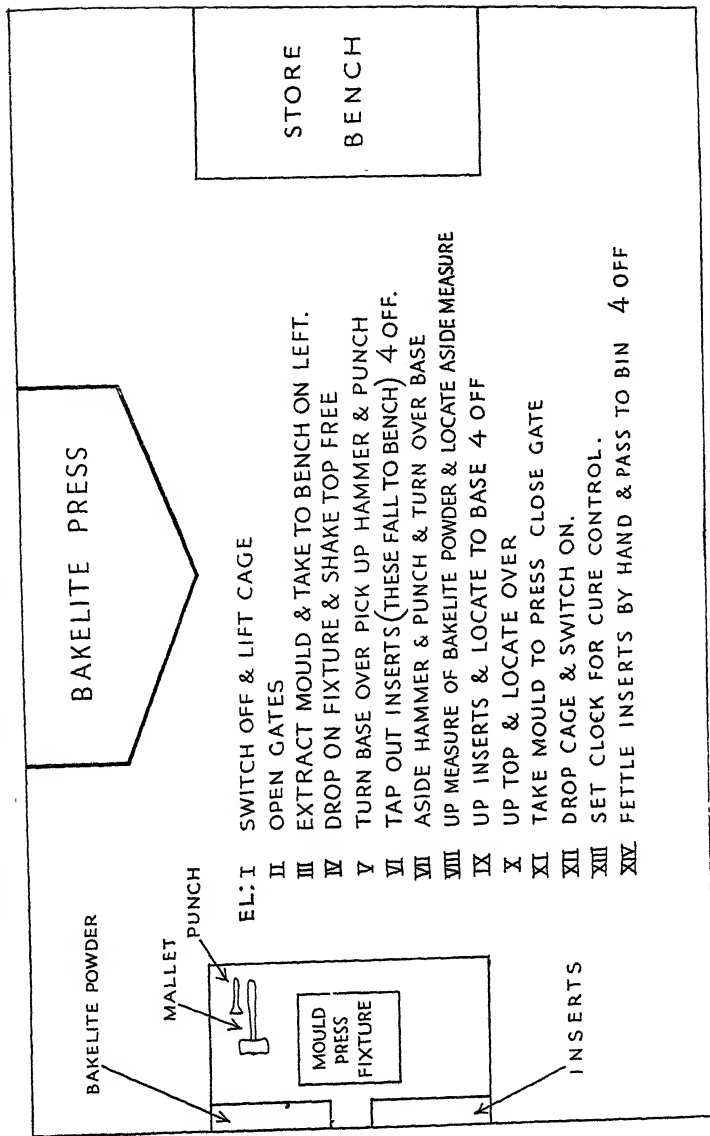 BAKELITE PRESS
STORE
BENCH
BAKELITE POWDER
MALLET
PUNCH
MOULD
PRESS
FIXTURE
INSERTS
EL: I SWITCH OFF & LIFT CAGE
II OPEN GATES
III EXTRACT MOULD & TAKE TO BENCH ON LEFT.
IV DROP ON FIXTURE & SHAKE TOP FREE
V TURN BASE OVER PICK UP HAMMER & PUNCH
VI TAP OUT INSERTS (THESE FALL TO BENCH) 4 OFF.
VII ASIDE HAMMER & PUNCH & TURN OVER BASE
VIII UP MEASURE OF BAKELITE POWDER & LOCATE ASIDE MEASURE
IX UP INSERTS & LOCATE TO BASE 4 OFF
X UP TOP & LOCATE OVER
XI TAKE MOULD TO PRESS CLOSE GATE
XII DROP CAGE & SWITCH ON.
XIII SET CLOCK FOR CURE CONTROL.
XIV FETTLE INSERTS BY HAND & PASS TO BIN 4 OFF